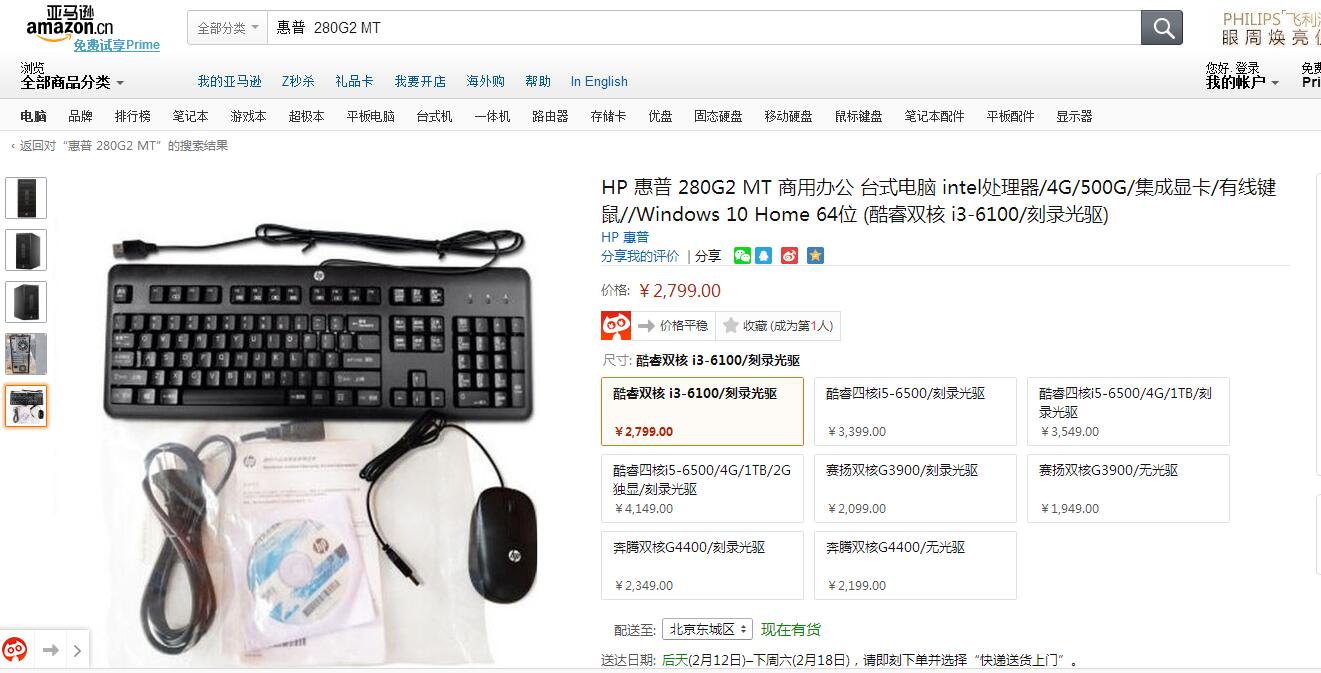 亚马逊
amazon.cn
免费试享Prime
全部分类
惠普 280G2 MT
PHILIPS 飞利
眼周焕亮
浏览
全部商品分类
我的亚马逊 Z秒杀 礼品卡 我要开店 海外购 帮助 In English
您好. 登录
我的帐户
免费
Pri
电脑 品牌 排行榜 笔记本 游戏本 超极本 平板电脑 台式机 一体机 路由器 存储卡 优盘 固态硬盘 移动硬盘 鼠标键盘 笔记本配件 平板配件 显示器
‹ 返回对“惠普 280G2 MT”的搜索结果
HP 惠普 280G2 MT 商用办公 台式电脑 intel处理器/4G/500G/集成显卡/有线键
鼠//Windows 10 Home 64位 (酷睿双核 i3-6100/刻录光驱)
HP 惠普
分享我的评价 | 分享
价格: ￥2,799.00
价格平稳 收藏 (成为第1人)
尺寸: 酷睿双核 i3-6100/刻录光驱
酷睿双核 i3-6100/刻录光驱
￥2,799.00
酷睿四核i5-6500/刻录光驱
￥3,399.00
酷睿四核i5-6500/4G/1TB/刻
录光驱
￥3,549.00
酷睿四核i5-6500/4G/1TB/2G
独显/刻录光驱
￥4,149.00
赛扬双核G3900/刻录光驱
￥2,099.00
赛扬双核G3900/无光驱
￥1,949.00
奔腾双核G4400/刻录光驱
￥2,349.00
奔腾双核G4400/无光驱
￥2,199.00
配送至: 北京东城区 现在有货
送达日期: 后天(2月12日)–下周六(2月18日)，请即刻下单并选择“快递送货上门”。